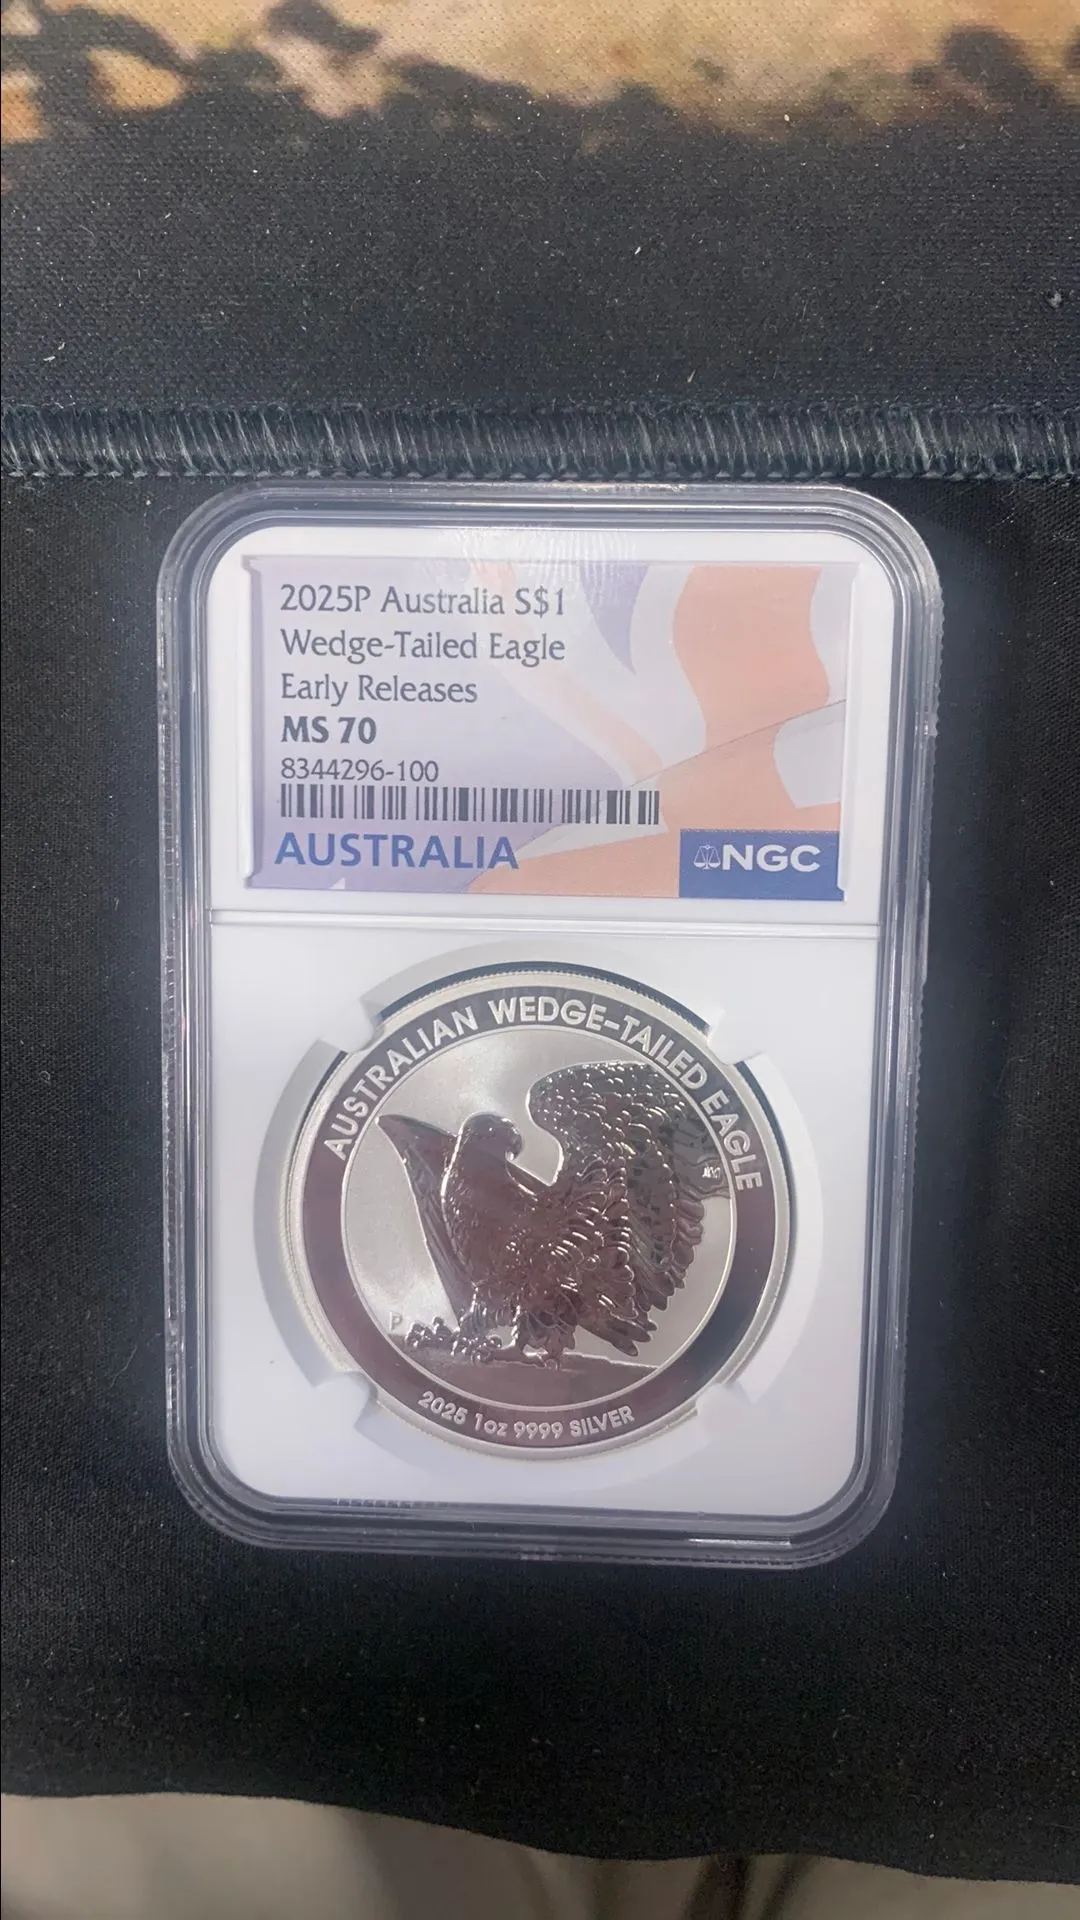 2025P Australia S$1
Wedge-Tailed Eagle
Early Releases
MS 70
8344296-100
AUSTRALIA
NGC
AUSTRALIAN WEDGE-TAILED EAGLE
P
2025 1oz 9999 SILVER